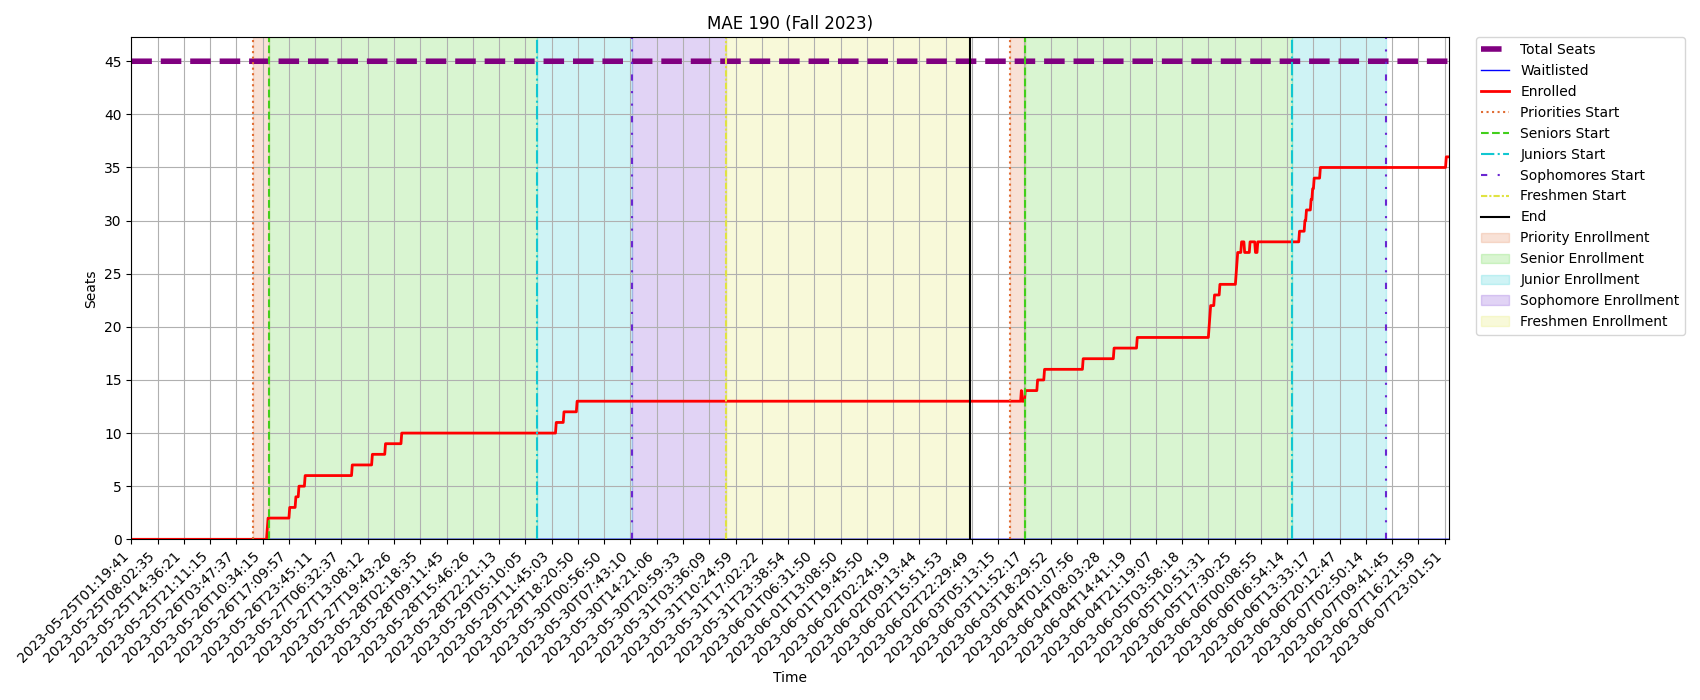 MAE 190 (Fall 2023)
Seats
45
40
35
30
25
20
15
10
5
0
2023-05-25T01:19:41
2023-05-25T08:02:35
2023-05-25T14:36:21
2023-05-25T21:11:15
2023-05-26T03:47:37
2023-05-26T10:34:15
2023-05-26T17:09:57
2023-05-26T23:45:11
2023-05-27T06:32:37
2023-05-27T13:08:12
2023-05-27T19:43:26
2023-05-28T02:18:35
2023-05-28T09:11:45
2023-05-28T15:46:26
2023-05-28T22:21:13
2023-05-29T05:10:05
2023-05-29T11:45:03
2023-05-29T18:20:50
2023-05-30T00:56:50
2023-05-30T07:43:10
2023-05-30T14:21:06
2023-05-30T20:59:33
2023-05-31T03:36:09
2023-05-31T10:24:59
2023-05-31T17:02:22
2023-05-31T23:38:54
2023-06-01T06:31:50
2023-06-01T13:08:50
2023-06-01T19:45:50
2023-06-02T02:24:19
2023-06-02T09:13:44
2023-06-02T15:51:53
2023-06-02T22:29:49
2023-06-03T05:13:15
2023-06-03T11:52:17
2023-06-03T18:29:52
2023-06-04T01:07:56
2023-06-04T08:03:28
2023-06-04T14:41:19
2023-06-04T21:19:07
2023-06-05T03:58:18
2023-06-05T10:51:31
2023-06-05T17:30:25
2023-06-06T00:08:55
2023-06-06T06:54:14
2023-06-06T13:33:17
2023-06-06T20:12:47
2023-06-07T02:50:14
2023-06-07T09:41:45
2023-06-07T16:21:59
2023-06-07T23:01:51
Time
Total Seats
Waitlisted
Enrolled
Priorities Start
Seniors Start
Juniors Start
Sophomores Start
Freshmen Start
End
Priority Enrollment
Senior Enrollment
Junior Enrollment
Sophomore Enrollment
Freshmen Enrollment